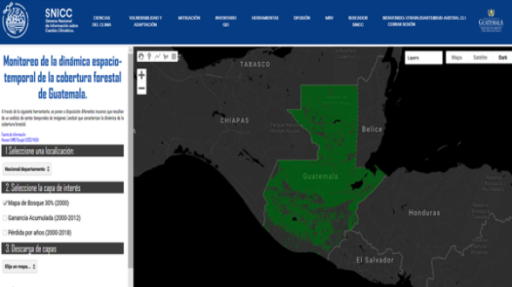 SNICC
Sistema Nacional
de Información sobre
Cambio Climático
CIENCIAS
DEL CLIMA
VULNERABILIDAD Y
ADAPTACIÓN
MITIGACIÓN
INVENTARIO
GEI
HERRAMIENTAS
DIFUSIÓN
MRV
BUSCADOR
SNICC
CERRAR SESIÓN
GUATEMALA
Monitoreo de la dinámica espacio-
temporal de la cobertura forestal
de Guatemala.
1.Seleccione una localización:
Nacional/departamento
2. Seleccione la capa de interés
Mapa de Bosque 30% (2000)
Ganancia Acumulada (2000-2012)
Pérdida por años (2000-2018)
3. Descarga de capas
Elija un mapa...
Layers
Mapa
Satélite
Dark
TABASCO
CHIAPAS
Belice
Guatemala
Honduras
El Salvador